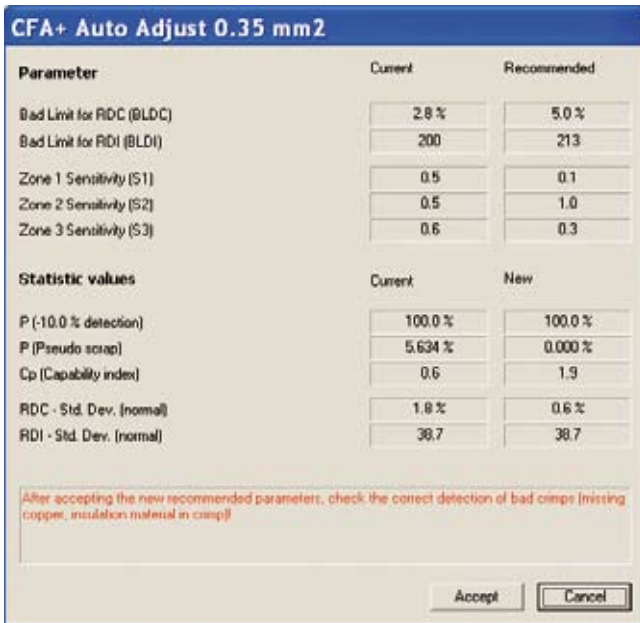 CFA+ Auto Adjust 0.35 mm2
Parameter Current Recommended
Bad Limit for RDC (BLDC) 2.8 % 5.0 %
Bad Limit for RDI (BLDI) 200 213
Zone 1 Sensitivity (S1) 0.5 0.1
Zone 2 Sensitivity (S2) 0.5 1.0
Zone 3 Sensitivity (S3) 0.6 0.3
Statistic values Current New
P (-10.0 % detection) 100.0 % 100.0 %
P (Pseudo scrap) 5.634 % 0.000 %
Cp (Capability index) 0.6 1.9
RDC - Std. Dev. (normal) 1.8 % 0.6 %
RDI - Std. Dev. (normal) 38.7 38.7
After accepting the new recommended parameters, check the correct detection of bad crimps (missing
copper, insulation material in crimp)!
Accept Cancel